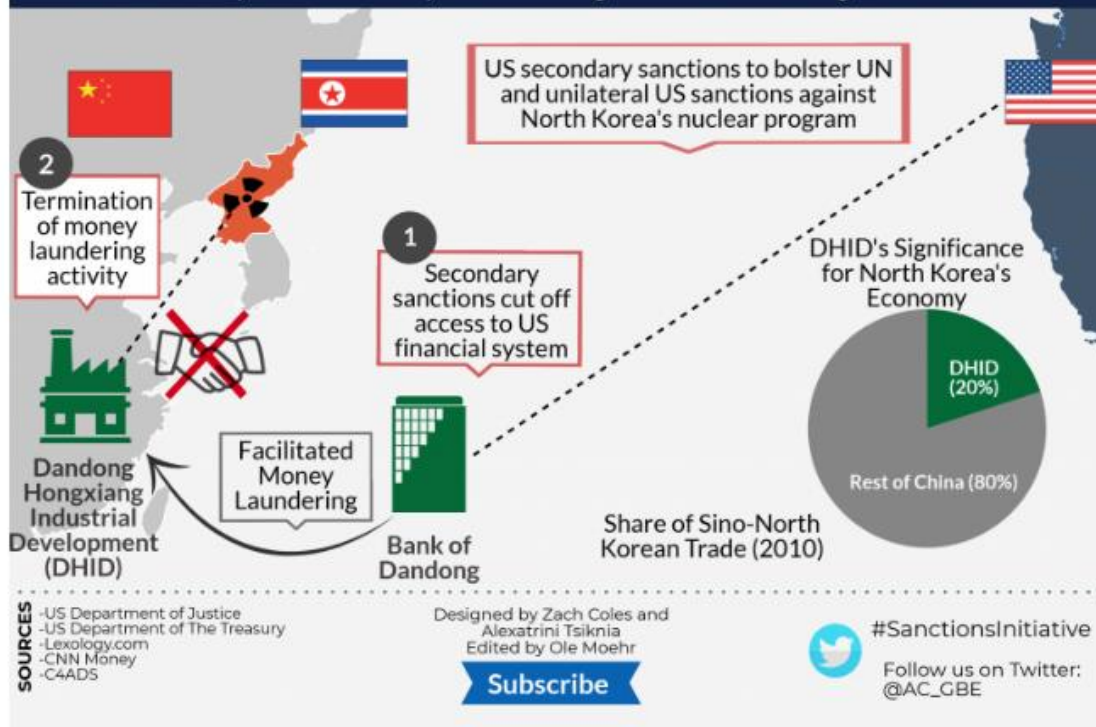 US secondary sanctions to bolster UN
and unilateral US sanctions against
North Korea's nuclear program
2
Termination
of money
laundering
activity
1
Secondary
sanctions cut off
access to US
financial system
DHID's Significance
for North Korea's
Economy
DHID
(20%)
Rest of China (80%)
Share of Sino-North
Korean Trade (2010)
Facilitated
Money
Laundering
Dandong
Hongxiang
Industrial
Development
(DHID)
Bank of
Dandong
SOURCES
-US Department of Justice
-US Department of The Treasury
-Lexology.com
-CNN Money
-C4ADS
Designed by Zach Coles and
Alexatrini Tsiknia
Edited by Ole Moehr
Subscribe
#SanctionsInitiative
Follow us on Twitter:
@AC_GBE